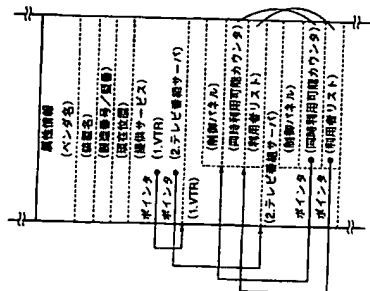 属性情報
(ベンダ名)
(機器名)
(製造番号/型番)
(現在位置)
(提供サービス)
ポインタ (1.VTR)
ポインタ (2.テレビ番組サーバ)
(1.VTR)
(制御パネル)
(同時利用可能カウンタ)
(利用者リスト)
(2.テレビ番組サーバ)
(制御パネル)
ポインタ (同時利用可能カウンタ)
ポインタ (利用者リスト)